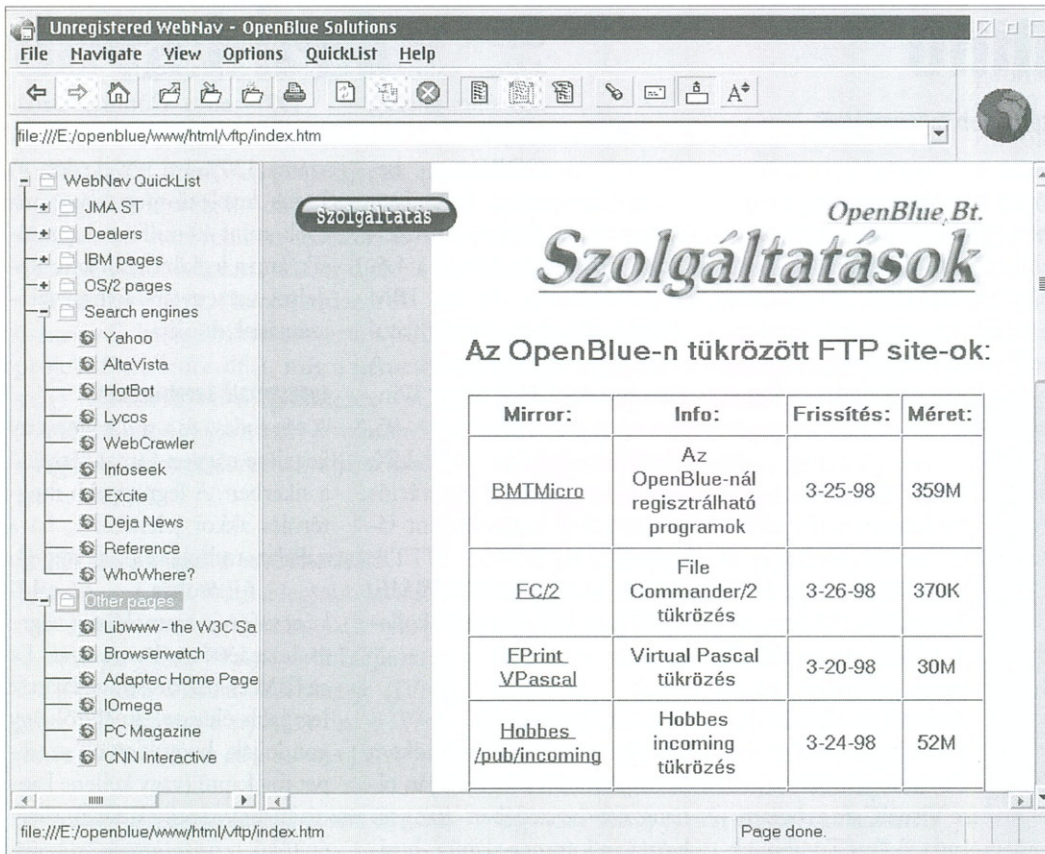 Unregistered WebNav - OpenBlue Solutions
File Navigate View Options QuickList Help
file:///E:/openblue/www/html/vftp/index.htm
WebNav QuickList
JMA ST
Dealers
IBM pages
OS/2 pages
Search engines
Yahoo
AltaVista
HotBot
Lycos
WebCrawler
Infoseek
Excite
Deja News
Reference
WhoWhere?
Other pages
Libwww - the W3C Sa
Browserwatch
Adaptec Home Page
IOmega
PC Magazine
CNN Interactive
Szolgáltatás
OpenBlue Bt.
Szolgáltatások
Az OpenBlue-n tükrözött FTP site-ok:
Mirror: Info: Frissítés: Méret:
BMTMicro
Az
OpenBlue-nál
regisztrálható
programok
3-25-98 359M
FC/2
File
Commander/2
tükrözés
3-26-98 370K
FPrint
VPascal
Virtual Pascal
tükrözés
3-20-98 30M
Hobbes
/pub/incoming
Hobbes
incoming
tükrözés
3-24-98 52M
file:///E:/openblue/www/html/vftp/index.htm
Page done.